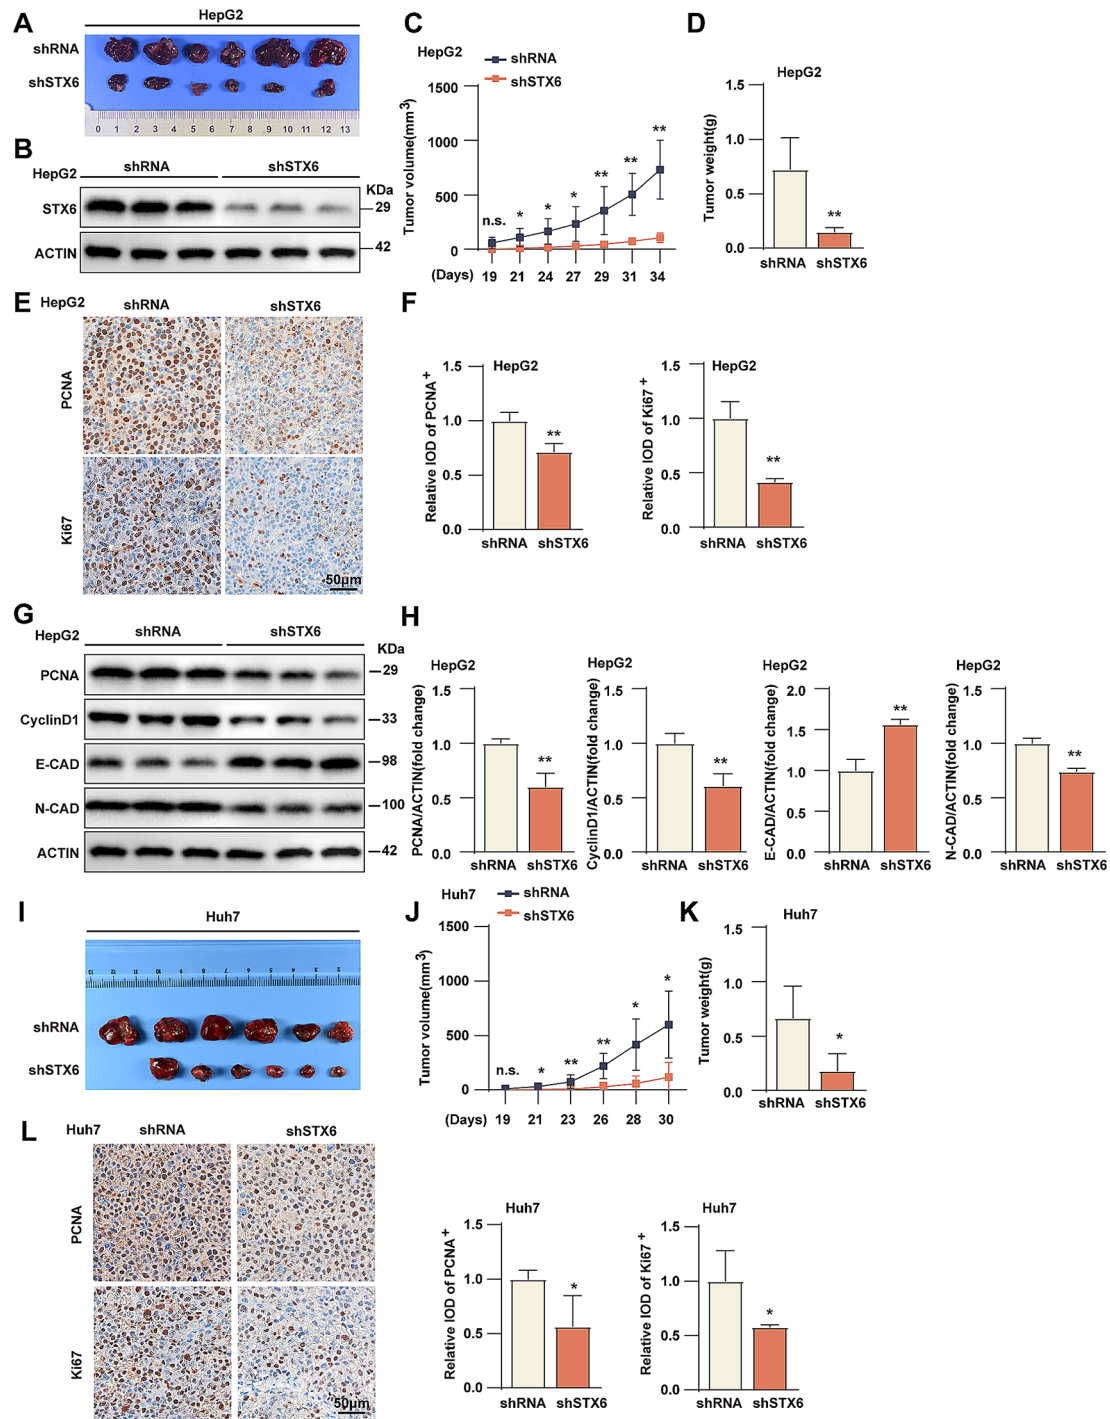 A
HepG2
shRNA
shSTX6
0 1 2 3 4 5 6 7 8 9 10 11 12 13
B
HepG2
shRNA
shSTX6
KDa
STX6
29
ACTIN
42
C
HepG2
shRNA
shSTX6
Tumor volume(mm³)
1500
1000
500
0
n.s.
*
*
*
**
**
**
(Days) 19 21 24 27 29 31 34
D
HepG2
Tumor weight(g)
1.5
1.0
0.5
0.0
**
shRNA shSTX6
E
HepG2
shRNA
shSTX6
PCNA
Ki67
50μm
F
HepG2
Relative IOD of PCNA⁺
1.5
1.0
0.5
0.0
**
shRNA shSTX6
HepG2
Relative IOD of Ki67⁺
1.5
1.0
0.5
0.0
**
shRNA shSTX6
G
HepG2
shRNA
shSTX6
KDa
PCNA
29
CyclinD1
33
E-CAD
98
N-CAD
100
ACTIN
42
H
HepG2
PCNA/ACTIN(fold change)
1.5
1.0
0.5
0.0
**
shRNA shSTX6
HepG2
CyclinD1/ACTIN(fold change)
1.5
1.0
0.5
0.0
**
shRNA shSTX6
HepG2
E-CAD/ACTIN(fold change)
2.0
1.5
1.0
0.5
0.0
**
shRNA shSTX6
HepG2
N-CAD/ACTIN(fold change)
1.5
1.0
0.5
0.0
**
shRNA shSTX6
I
Huh7
13 12 11 10 9 8 7 6 5 4 3 2
shRNA
shSTX6
J
Huh7
shRNA
shSTX6
Tumor volume(mm³)
1500
1000
500
0
n.s.
*
**
**
*
*
(Days) 19 21 23 26 28 30
K
Huh7
Tumor weight(g)
1.5
1.0
0.5
0.0
*
shRNA shSTX6
L
Huh7
shRNA
shSTX6
PCNA
Ki67
50μm
Huh7
Relative IOD of PCNA⁺
1.5
1.0
0.5
0.0
*
shRNA shSTX6
Huh7
Relative IOD of Ki67⁺
1.5
1.0
0.5
0.0
*
shRNA shSTX6